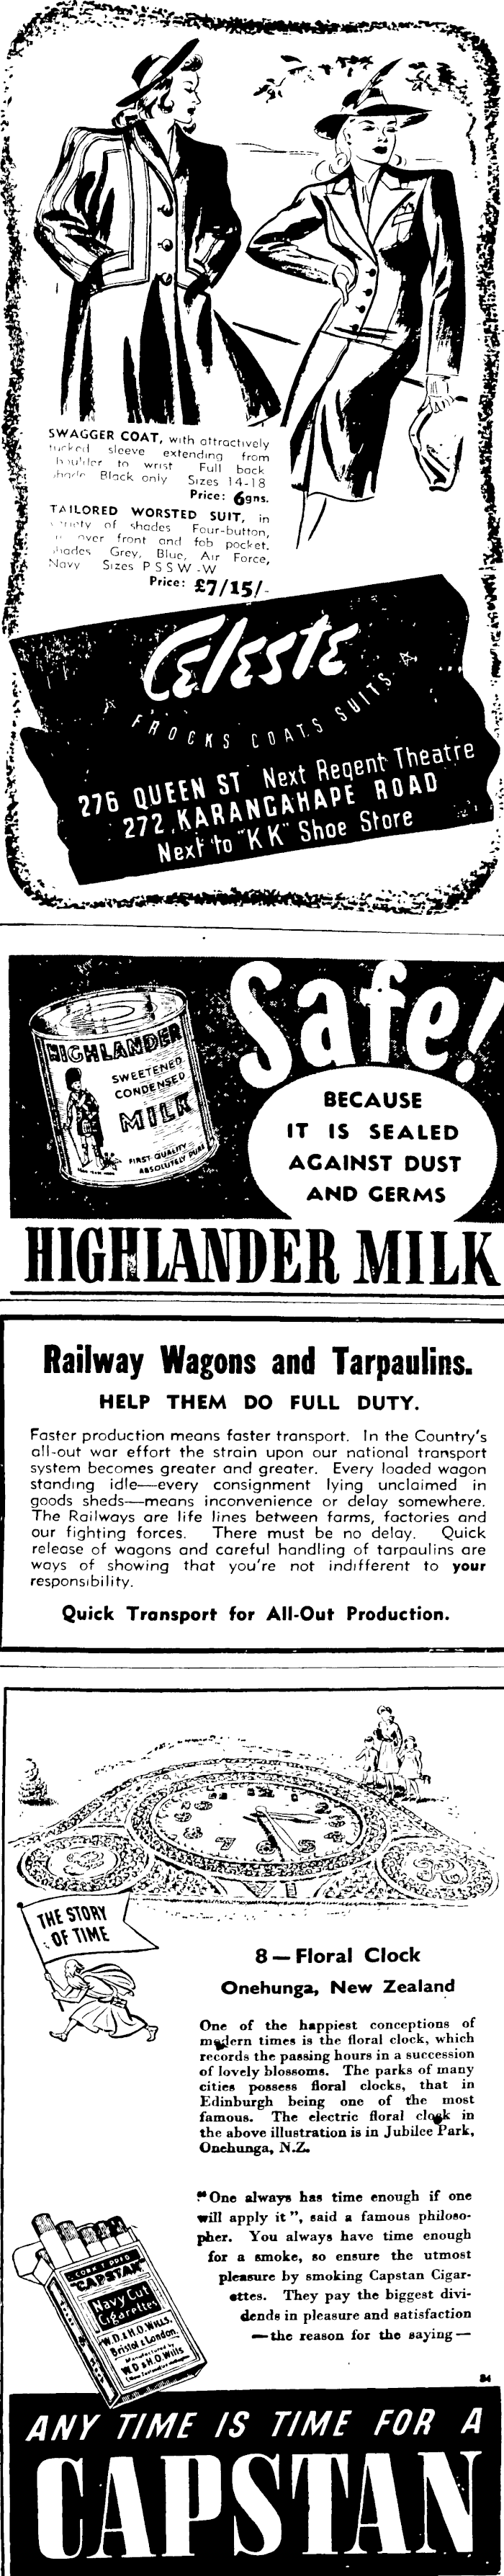 SWAGGER COAT, with attractively
tucked sleeve extending from
shoulder to wrist Full back
shade Black only Sizes 14-18
Price: 6gns.
TAILORED WORSTED SUIT, in
variety of shades Four-button,
over front and fob pocket.
shades Grey, Blue, Air Force,
Navy Sizes P S S W - W
Price: £7/15/-
Celeste
FROCKS COATS SUITS
276 QUEEN ST Next Regent Theatre
272, KARANGAHAPE ROAD
Next to "KK" Shoe Store
HIGHLANDER
SWEETENED
CONDENSED
MILK
FIRST QUALITY
ABSOLUTELY PURE
Safe!
BECAUSE
IT IS SEALED
AGAINST DUST
AND GERMS
HIGHLANDER MILK
Railway Wagons and Tarpaulins.
HELP THEM DO FULL DUTY.
Faster production means faster transport. In the Country's
all-out war effort the strain upon our national transport
system becomes greater and greater. Every loaded wagon
standing idle—every consignment lying unclaimed in
goods sheds—means inconvenience or delay somewhere.
The Railways are life lines between farms, factories and
our fighting forces. There must be no delay. Quick
release of wagons and careful handling of tarpaulins are
ways of showing that you're not indifferent to your
responsibility.
Quick Transport for All-Out Production.
THE STORY
OF TIME
8—Floral Clock
Onehunga, New Zealand
One of the happiest conceptions of
modern times is the floral clock, which
records the passing hours in a succession
of lovely blossoms. The parks of many
cities possess floral clocks, that in
Edinburgh being one of the most
famous. The electric floral clock in
the above illustration is in Jubilee Park,
Onehunga, N.Z.
"One always has time enough if one
will apply it", said a famous philoso-
pher. You always have time enough
for a smoke, so ensure the utmost
pleasure by smoking Capstan Cigar-
ettes. They pay the biggest divi-
dends in pleasure and satisfaction
—the reason for the saying—
CORK TIPPED
"CAPSTAN"
Navy Cut
Cigarettes
W.D. & H.O. WILLS.
Bristol & London.
Manufactured by
W D & H.O. Wills
84
ANY TIME IS TIME FOR A
CAPSTAN